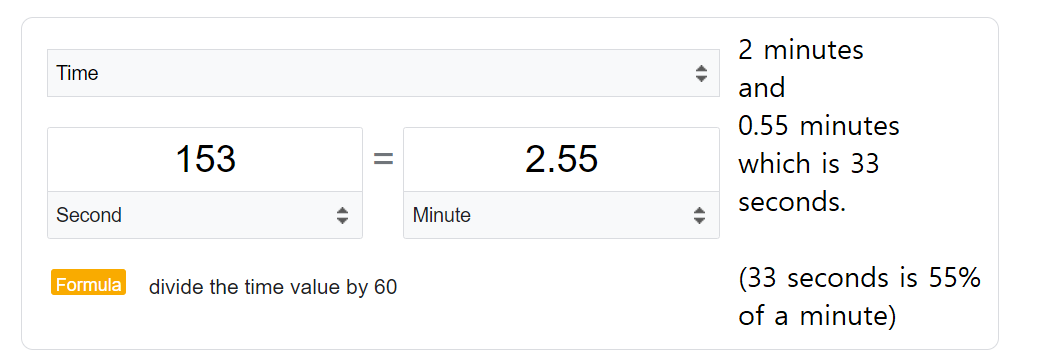 Time
153 = 2.55
Second Minute
Formula divide the time value by 60
2 minutes
and
0.55 minutes
which is 33
seconds.
(33 seconds is 55%
of a minute)